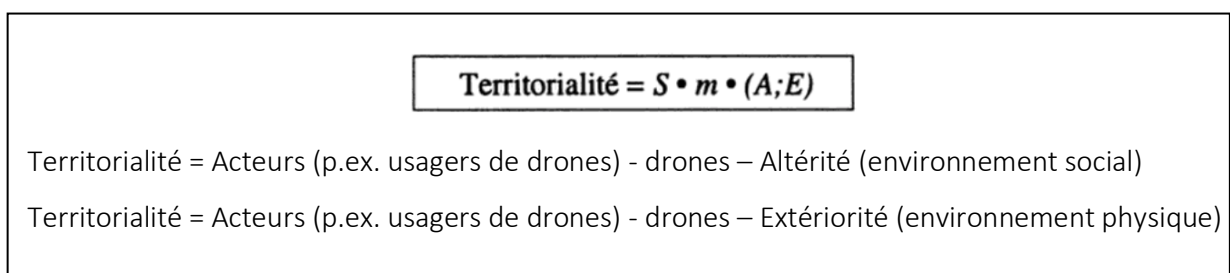 Territorialité = S • m • (A;E)
Territorialité = Acteurs (p.ex. usagers de drones) - drones – Altérité (environnement social)
Territorialité = Acteurs (p.ex. usagers de drones) - drones – Extériorité (environnement physique)